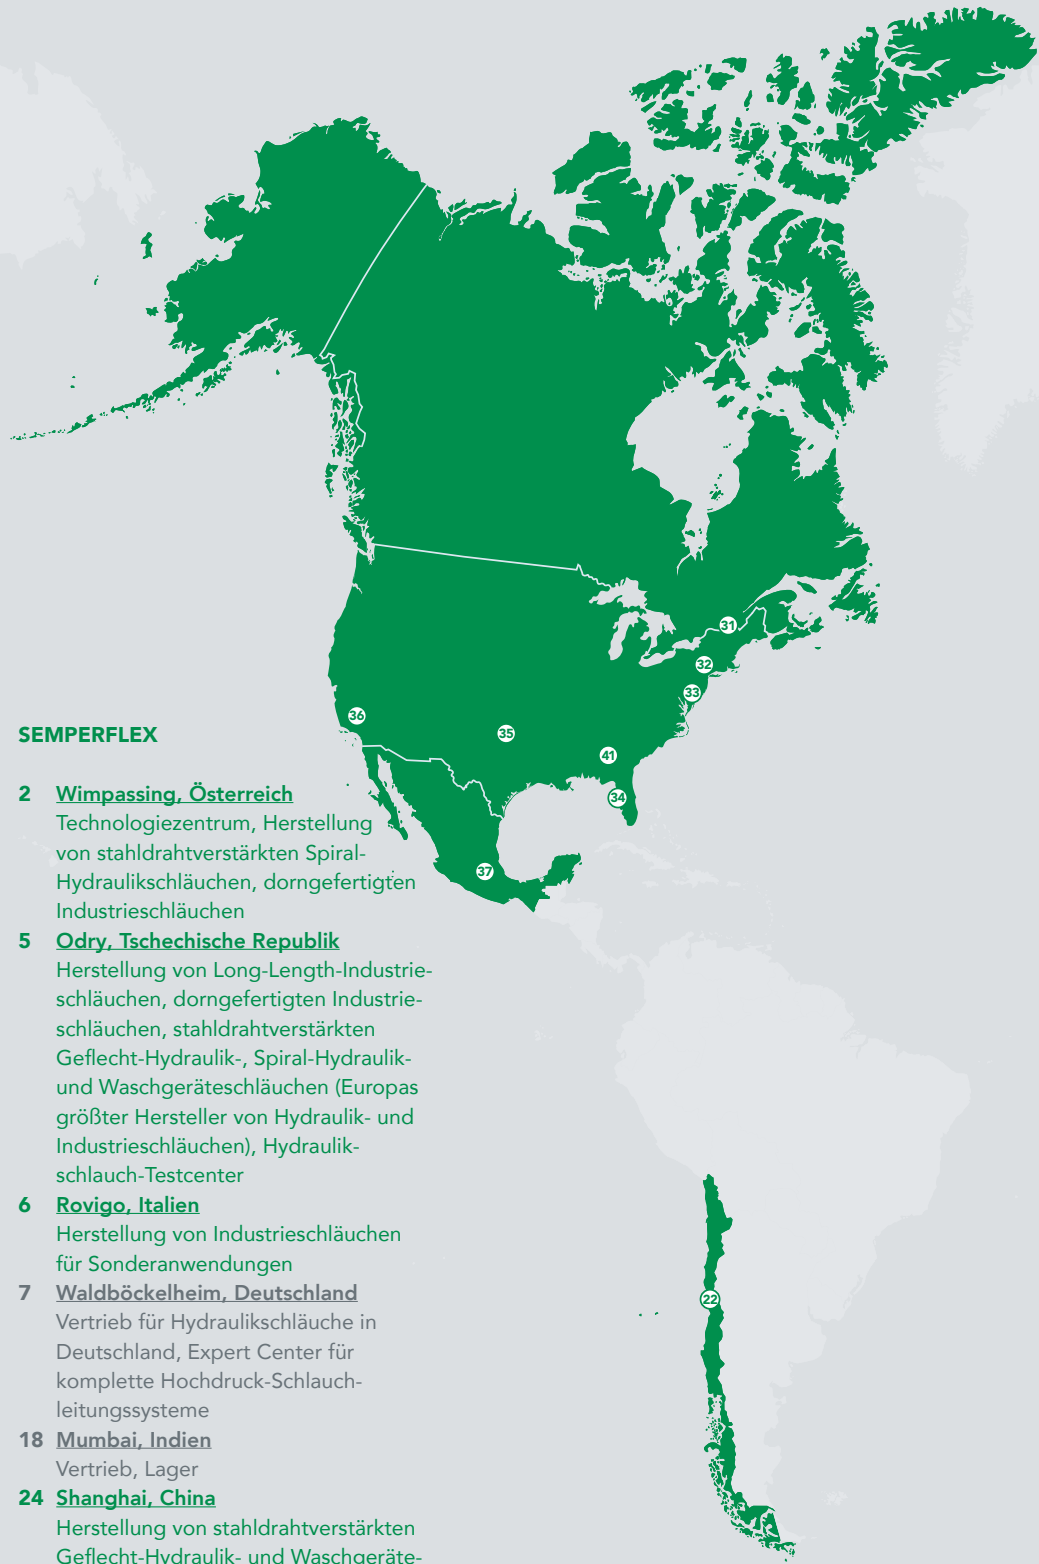 31
32
33
36
35
41
34
37
22
SEMPERFLEX
2 Wimpassing, Österreich
Technologiezentrum, Herstellung
von stahldrahtverstärkten Spiral-
Hydraulikschläuchen, dorngefertigten
Industrieschläuchen
5 Odry, Tschechische Republik
Herstellung von Long-Length-Industrie-
schläuchen, dorngefertigten Industrie-
schläuchen, stahldrahtverstärkten
Geflecht-Hydraulik-, Spiral-Hydraulik-
und Waschgeräteschläuchen (Europas
größter Hersteller von Hydraulik- und
Industrieschläuchen), Hydraulik-
schlauch-Testcenter
6 Rovigo, Italien
Herstellung von Industrieschläuchen
für Sonderanwendungen
7 Waldböckelheim, Deutschland
Vertrieb für Hydraulikschläuche in
Deutschland, Expert Center für
komplette Hochdruck-Schlauch-
leitungssysteme
18 Mumbai, Indien
Vertrieb, Lager
24 Shanghai, China
Herstellung von stahldrahtverstärkten
Geflecht-Hydraulik- und Waschgeräte-